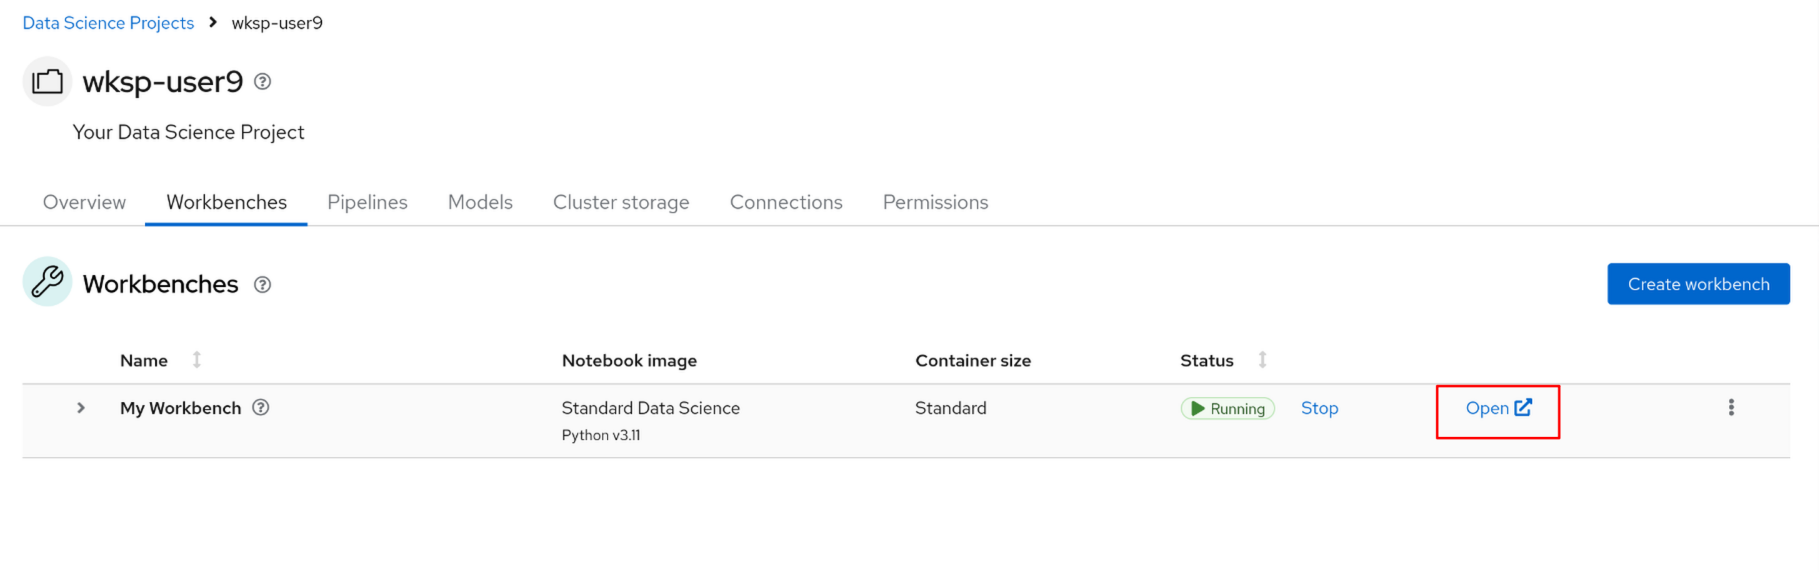 Data Science Projects > wksp-user9
wksp-user9
Your Data Science Project
Overview Workbenches Pipelines Models Cluster storage Connections Permissions
Workbenches
Create workbench
Name Notebook image Container size Status
My Workbench Standard Data Science Standard Running Stop Open
Python v3.11